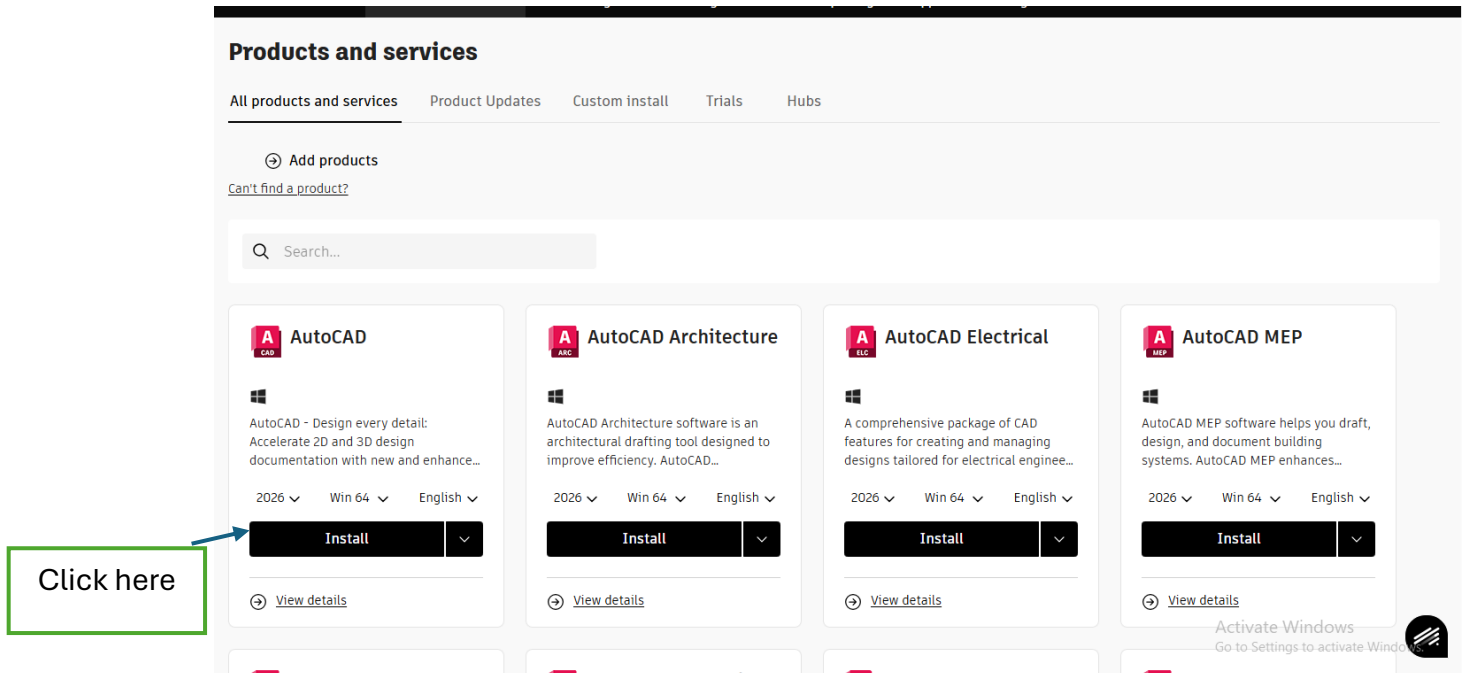 Products and services
All products and services Product Updates Custom install Trials Hubs
Add products
Can't find a product?
Search...
A CAD AutoCAD
A ARC AutoCAD Architecture
A ELC AutoCAD Electrical
A MEP AutoCAD MEP
AutoCAD - Design every detail:
Accelerate 2D and 3D design
documentation with new and enhance...
AutoCAD Architecture software is an
architectural drafting tool designed to
improve efficiency. AutoCAD...
A comprehensive package of CAD
features for creating and managing
designs tailored for electrical enginee...
AutoCAD MEP software helps you draft,
design, and document building
systems. AutoCAD MEP enhances...
2026 Win 64 English
2026 Win 64 English
2026 Win 64 English
2026 Win 64 English
Install
Install
Install
Install
Click here
View details
View details
View details
View details
Activate Windows
Go to Settings to activate Windows.